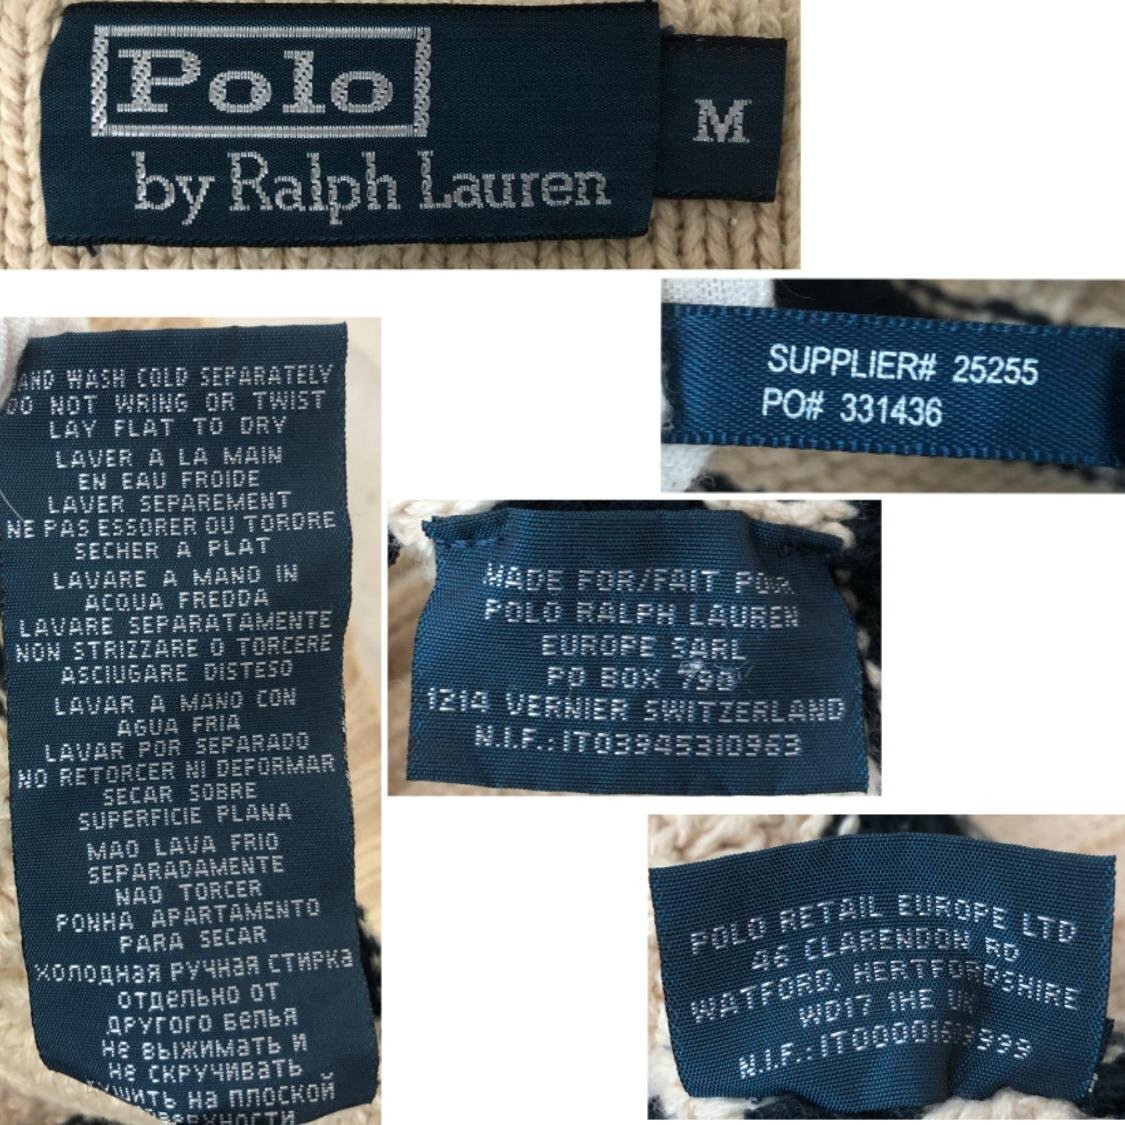 Polo
by Ralph Lauren
M
SUPPLIER# 25255
PO# 331436
HAND WASH COLD SEPARATELY
DO NOT WRING OR TWIST
LAY FLAT TO DRY
LAVER A LA MAIN
EN EAU FROIDE
LAVER SEPAREMENT
NE PAS ESSORER OU TORDRE
SECHER A PLAT
LAVARE A MANO IN
ACQUA FREDDA
LAVARE SEPARATAMENTE
NON STRIZZARE O TORCERE
ASCIUGARE DISTESO
LAVAR A MANO CON
AGUA FRIA
LAVAR POR SEPARADO
NO RETORCER NI DEFORMAR
SECAR SOBRE
SUPERFICIE PLANA
MAO LAVA FRIO
SEPARADAMENTE
NAO TORCER
PONHA APARTAMENTO
PARA SECAR
ХОЛОДНАЯ РУЧНАЯ СТИРКА
ОТДЕЛЬНО ОТ
ДРУГОГО БЕЛЬЯ
НЕ ВЫЖИМАТЬ И
НЕ СКРУЧИВАТЬ
СУШИТЬ НА ПЛОСКОЙ
ПОВЕРХНОСТИ
MADE FOR/FAIT POUR
POLO RALPH LAUREN
EUROPE SARL
PO BOX
1214 VERNIER SWITZERLAND
N.I.F.:IT03945310963
POLO RETAIL EUROPE LTD
46 CLARENDON RD
WATFORD, HERTFORDSHIRE
WD17 1HE UK
N.I.F.: